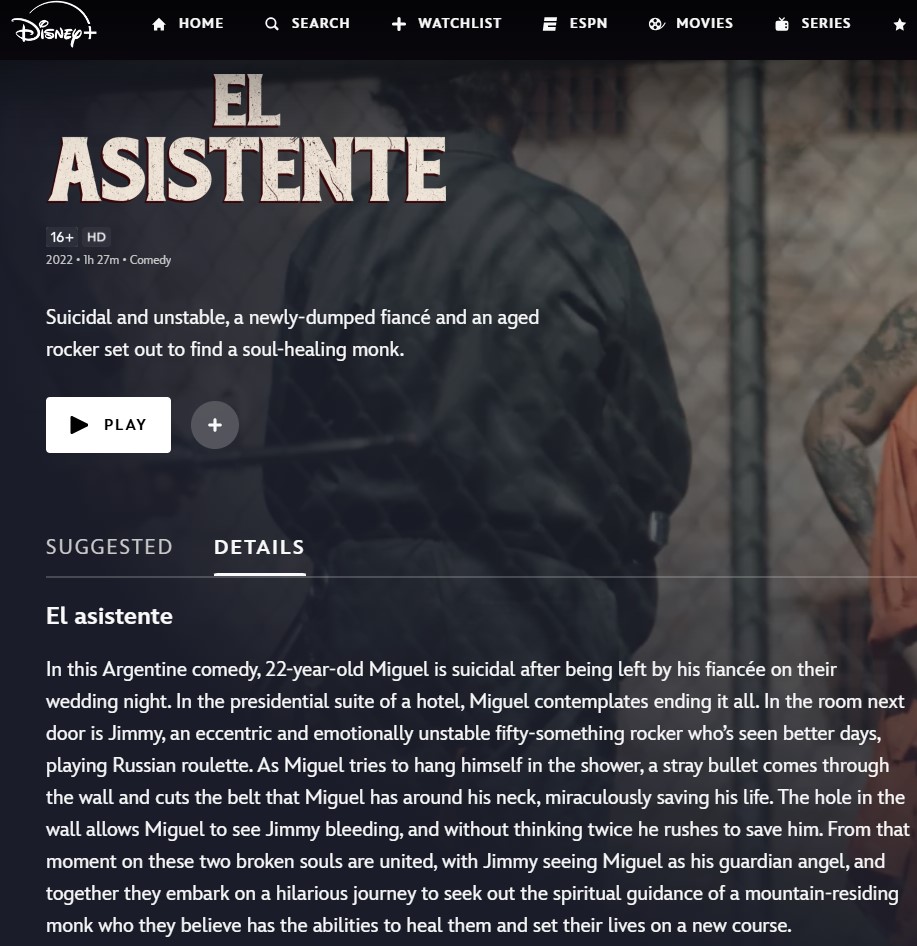 Disney+ HOME SEARCH WATCHLIST ESPN MOVIES SERIES
EL
ASISTENTE
16+ HD
2022 • 1h 27m • Comedy
Suicidal and unstable, a newly-dumped fiancé and an aged
rocker set out to find a soul-healing monk.
PLAY
SUGGESTED DETAILS
El asistente
In this Argentine comedy, 22-year-old Miguel is suicidal after being left by his fiancée on their
wedding night. In the presidential suite of a hotel, Miguel contemplates ending it all. In the room next
door is Jimmy, an eccentric and emotionally unstable fifty-something rocker who’s seen better days,
playing Russian roulette. As Miguel tries to hang himself in the shower, a stray bullet comes through
the wall and cuts the belt that Miguel has around his neck, miraculously saving his life. The hole in the
wall allows Miguel to see Jimmy bleeding, and without thinking twice he rushes to save him. From that
moment on these two broken souls are united, with Jimmy seeing Miguel as his guardian angel, and
together they embark on a hilarious journey to seek out the spiritual guidance of a mountain-residing
monk who they believe has the abilities to heal them and set their lives on a new course.